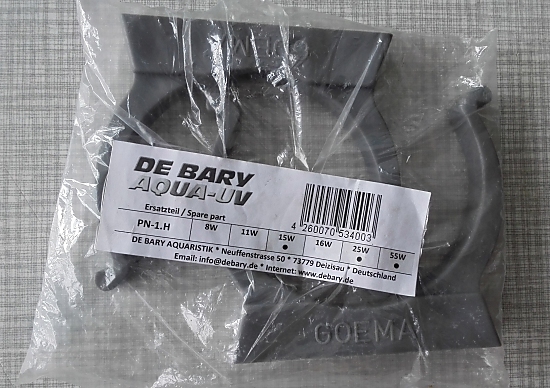 GOEMA
DE BARY
AQUA-UV
Ersatzteil / Spare part
PN-1.H 8W 11W 15W 16W 25W 55W
4 260070 534003
DE BARY AQUARISTIK * Neuffenstrasse 50 * 73779 Deizisau * Deutschland
Email: info@debary.de * Internet: www.debary.de
GOEMA